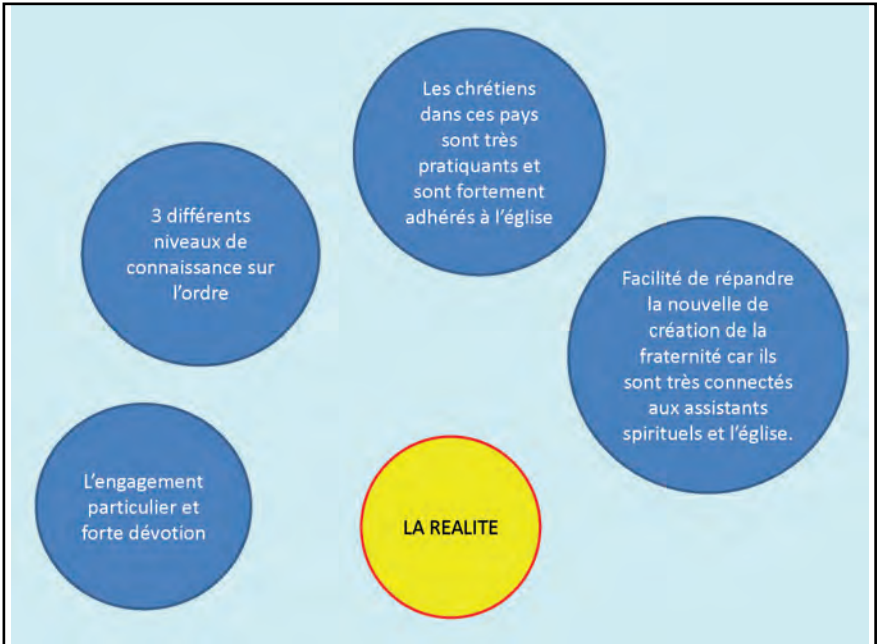 Les chrétiens
dans ces pays
sont très
pratiquants et
sont fortement
adhérés à l'église
3 différents
niveaux de
connaissance sur
l'ordre
Facilité de répandre
la nouvelle de
création de la
fraternité car ils
sont très connectés
aux assistants
spirituels et l'église.
L'engagement
particulier et
forte dévotion
LA REALITE